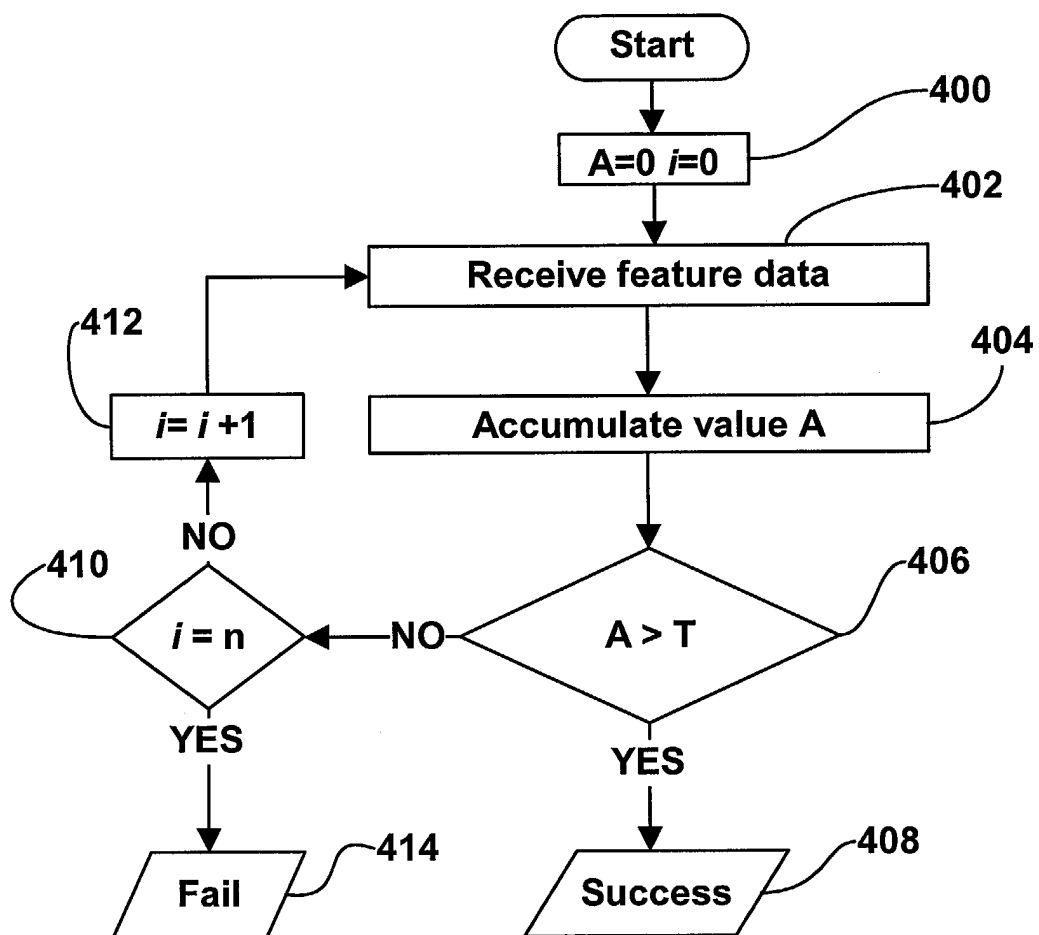 Start
400
A=0 i=0
402
Receive feature data
412
404
i= i +1
Accumulate value A
NO
410
406
i = n
NO
A > T
YES
YES
414
408
Fail
Success